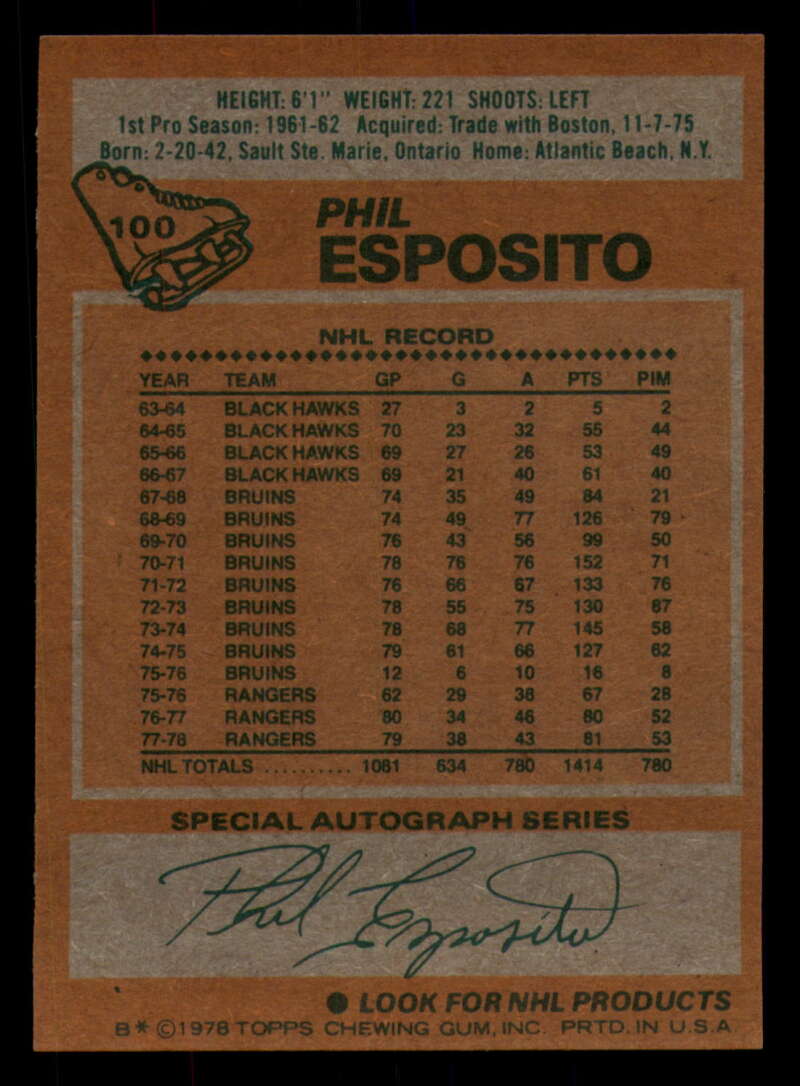 HEIGHT: 6'1" WEIGHT: 221 SHOOTS: LEFT
1st Pro Season: 1961-62 Acquired: Trade with Boston, 11-7-75
Born: 2-20-42, Sault Ste. Marie, Ontario Home: Atlantic Beach, N.Y.
100
PHIL
ESPOSITO
NHL RECORD
YEAR TEAM GP G A PTS PIM
63-64 BLACK HAWKS 27 3 2 5 2
64-65 BLACK HAWKS 70 23 32 55 44
65-66 BLACK HAWKS 69 27 26 53 49
66-67 BLACK HAWKS 69 21 40 61 40
67-68 BRUINS 74 35 49 84 21
68-69 BRUINS 74 49 77 126 79
69-70 BRUINS 76 43 56 99 50
70-71 BRUINS 78 76 76 152 71
71-72 BRUINS 76 66 67 133 76
72-73 BRUINS 78 55 75 130 87
73-74 BRUINS 78 68 77 145 58
74-75 BRUINS 79 61 66 127 62
75-76 BRUINS 12 6 10 16 8
75-76 RANGERS 62 29 38 67 28
76-77 RANGERS 80 34 46 80 52
77-78 RANGERS 79 38 43 81 53
NHL TOTALS .......... 1081 634 780 1414 780
SPECIAL AUTOGRAPH SERIES
Phil Esposito
● LOOK FOR NHL PRODUCTS
B* ©1978 TOPPS CHEWING GUM, INC. PRTD. IN U.S.A